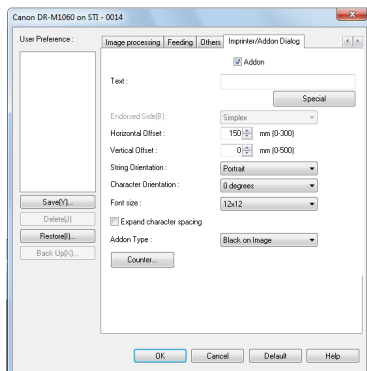 Canon DR-M1060 on STI - 0014
User Preference :
Image processing Feeding Others Imprinter/Addon Dialog
Addon
Text :
Special
Endorsed Side(B) : Simplex
Horizontal Offset : 150 mm (0-300)
Vertical Offset : 0 mm (0-500)
String Orientation : Portrait
Character Orientation : 0 degrees
Save(Y)... Font size : 12x12
Delete(J) Expand character spacing
Restore(I)... Addon Type : Black on Image
Back Up(X)... Counter...
OK Cancel Default Help